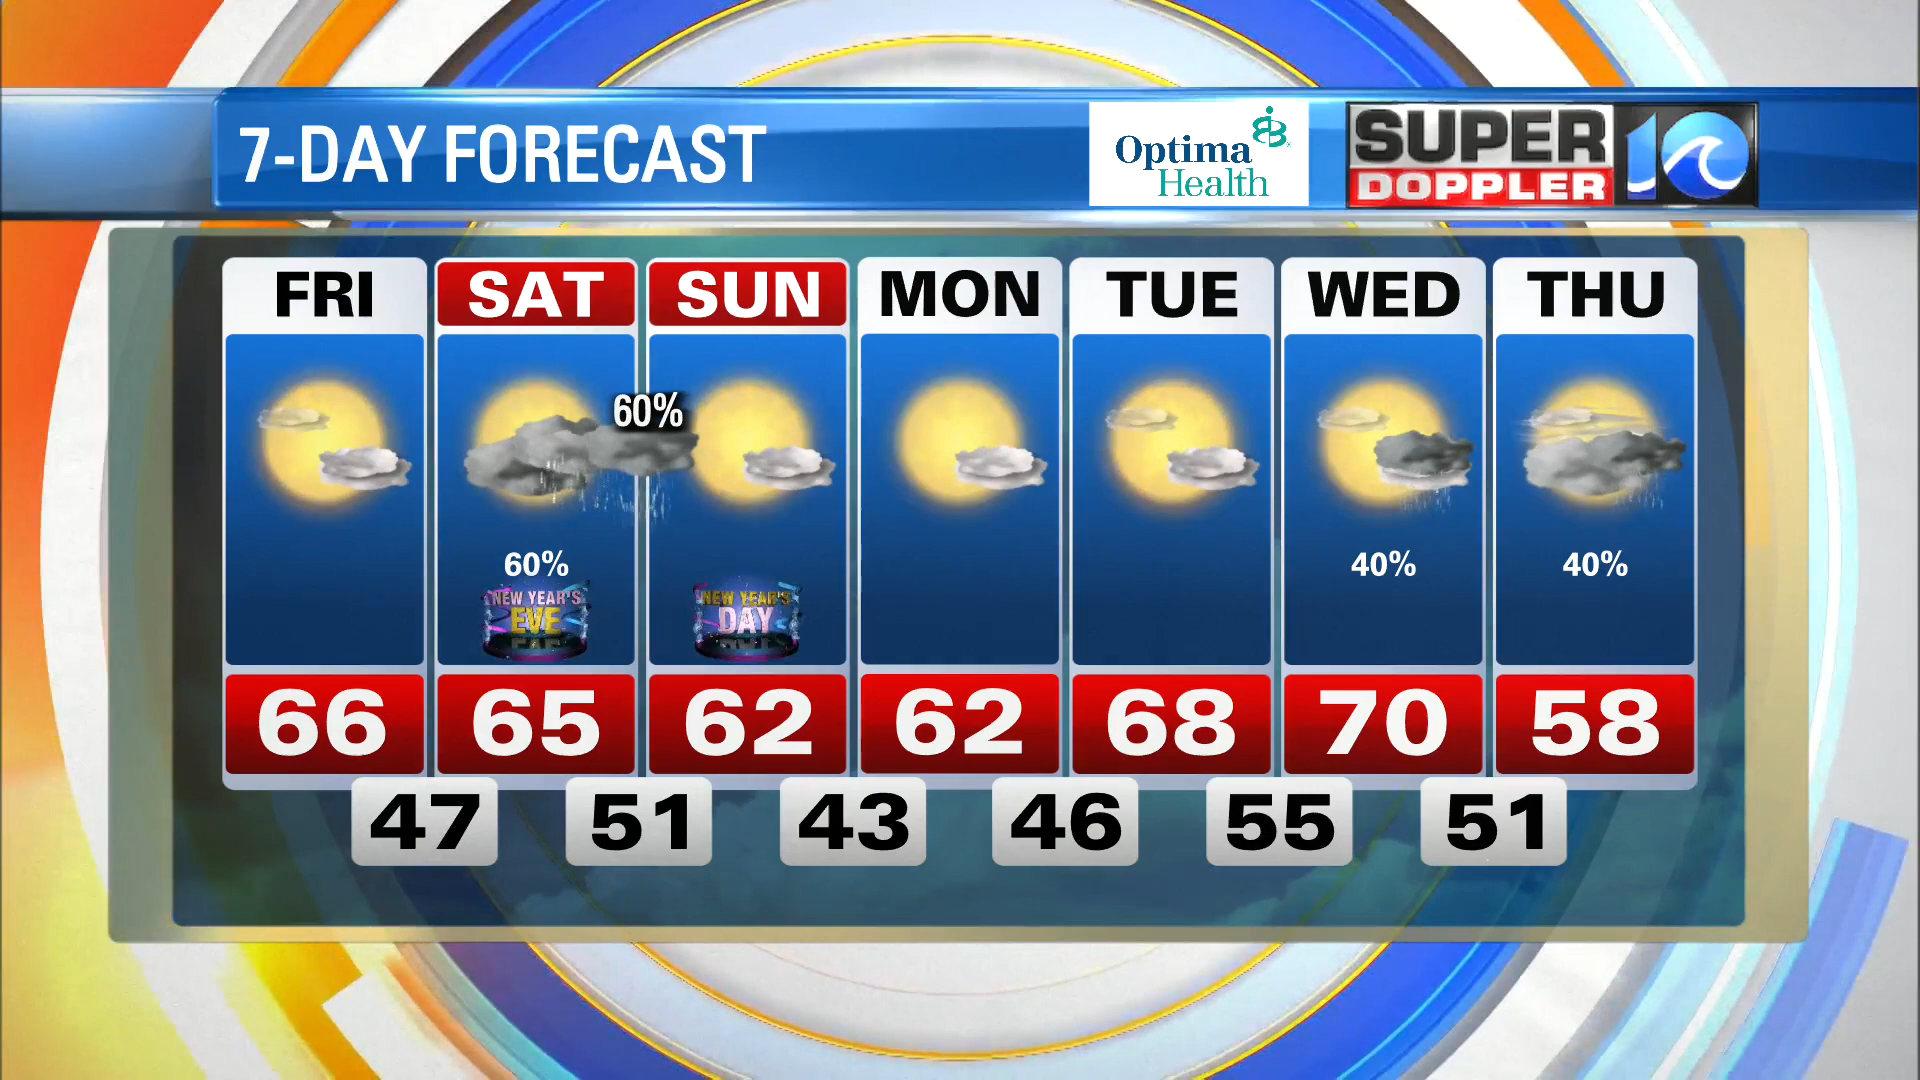 7-DAY FORECAST
Optima
Health
SUPER
DOPPLER
10
FRI SAT SUN MON TUE WED THU
60%
60% 40% 40%
NEW YEAR'S
EVE
NEW YEAR'S
DAY
66 65 62 62 68 70 58
47 51 43 46 55 51